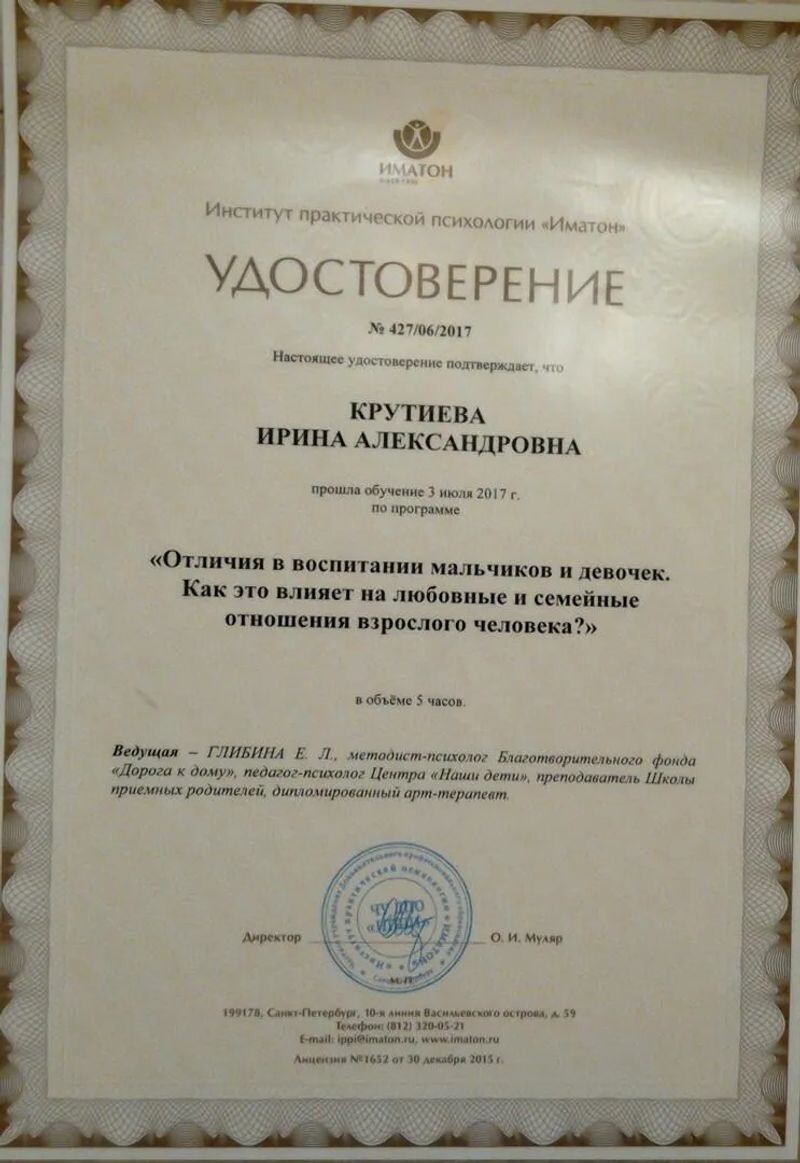 ИМАТОН
Институт практической психологии «Иматон»
УДОСТОВЕРЕНИЕ
№ 427/06/2017
Настоящее удостоверение подтверждает, что
КРУТИЕВА
ИРИНА АЛЕКСАНДРОВНА
прошла обучение 3 июля 2017 г.
по программе
«Отличия в воспитании мальчиков и девочек.
Как это влияет на любовные и семейные
отношения взрослого человека?»
в объёме 5 часов.
Ведущая – ГЛИБИНА Е. Л., методист-психолог Благотворительного фонда
«Дорога к дому», педагог-психолог Центра «Наши дети», преподаватель Школы
приемных родителей, дипломированный арт-терапевт.
практической психологии «ИМАТОН»
Директор
О. И. Муляр
М.П.
199178, Санкт-Петербург, 10-я линия Васильевского острова, д. 59
Телефон: (812) 320-05-21
E-mail: ippi@imaton.ru, www.imaton.ru
Лицензия №1652 от 30 декабря 2015 г.